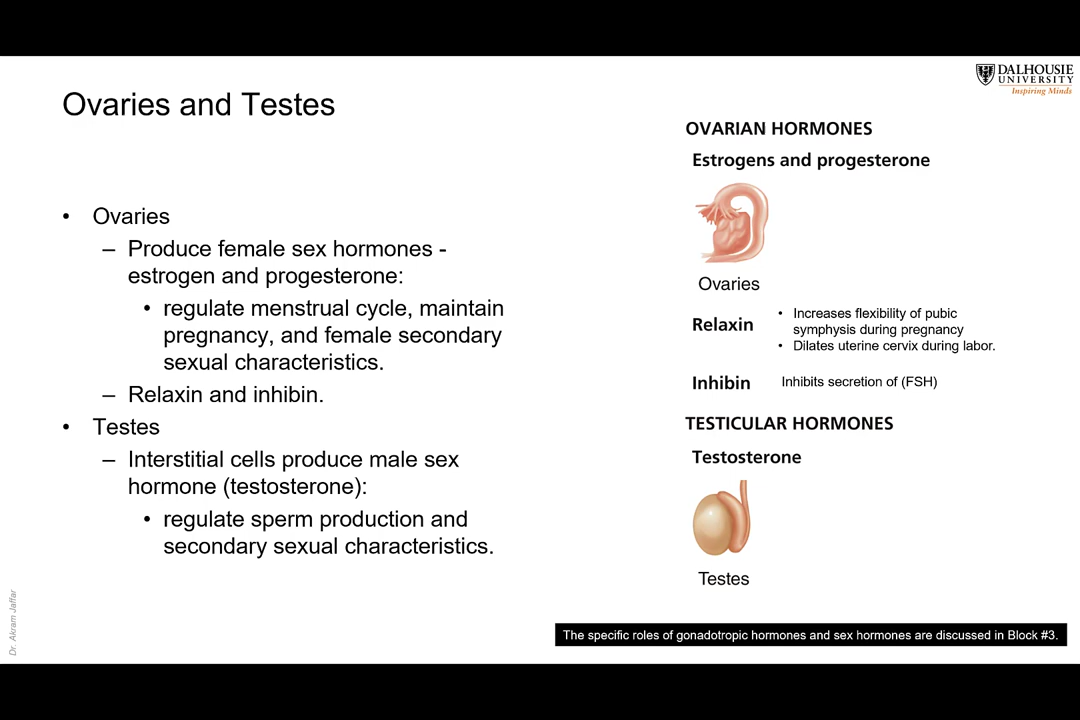 DALHOUSIE
UNIVERSITY
Inspiring Minds
Ovaries and Testes
• Ovaries
– Produce female sex hormones -
estrogen and progesterone:
• regulate menstrual cycle, maintain
pregnancy, and female secondary
sexual characteristics.
– Relaxin and inhibin.
• Testes
– Interstitial cells produce male sex
hormone (testosterone):
• regulate sperm production and
secondary sexual characteristics.
OVARIAN HORMONES
Estrogens and progesterone
Ovaries
Relaxin
• Increases flexibility of pubic
symphysis during pregnancy
• Dilates uterine cervix during labor.
Inhibin Inhibits secretion of (FSH)
TESTICULAR HORMONES
Testosterone
Testes
The specific roles of gonadotropic hormones and sex hormones are discussed in Block #3.
Dr. Akram Jaffar